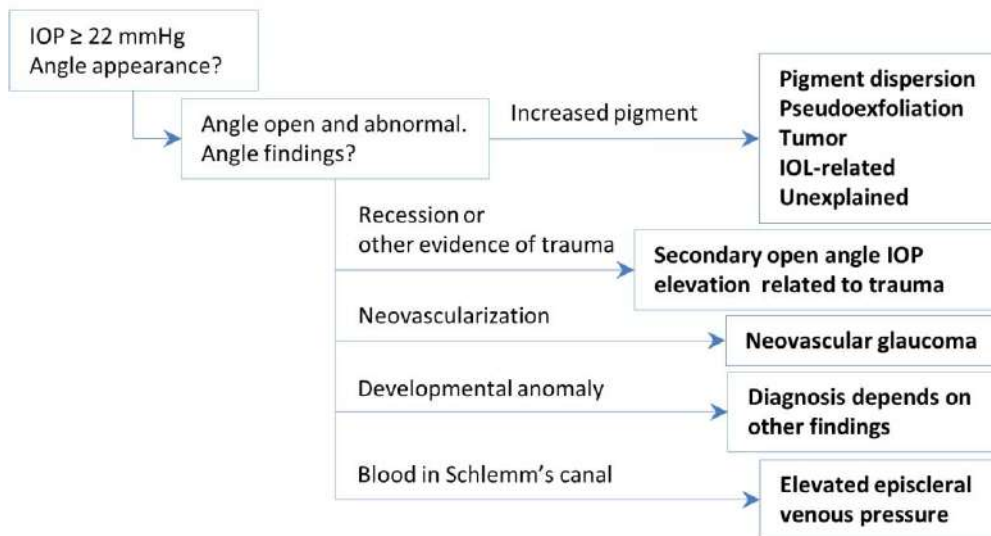 IOP ≥ 22 mmHg
Angle appearance?
Angle open and abnormal.
Angle findings?
Increased pigment
Pigment dispersion
Pseudoexfoliation
Tumor
IOL-related
Unexplained
Recession or
other evidence of trauma
Secondary open angle IOP
elevation related to trauma
Neovascularization
Neovascular glaucoma
Developmental anomaly
Diagnosis depends on
other findings
Blood in Schlemm's canal
Elevated episcleral
venous pressure